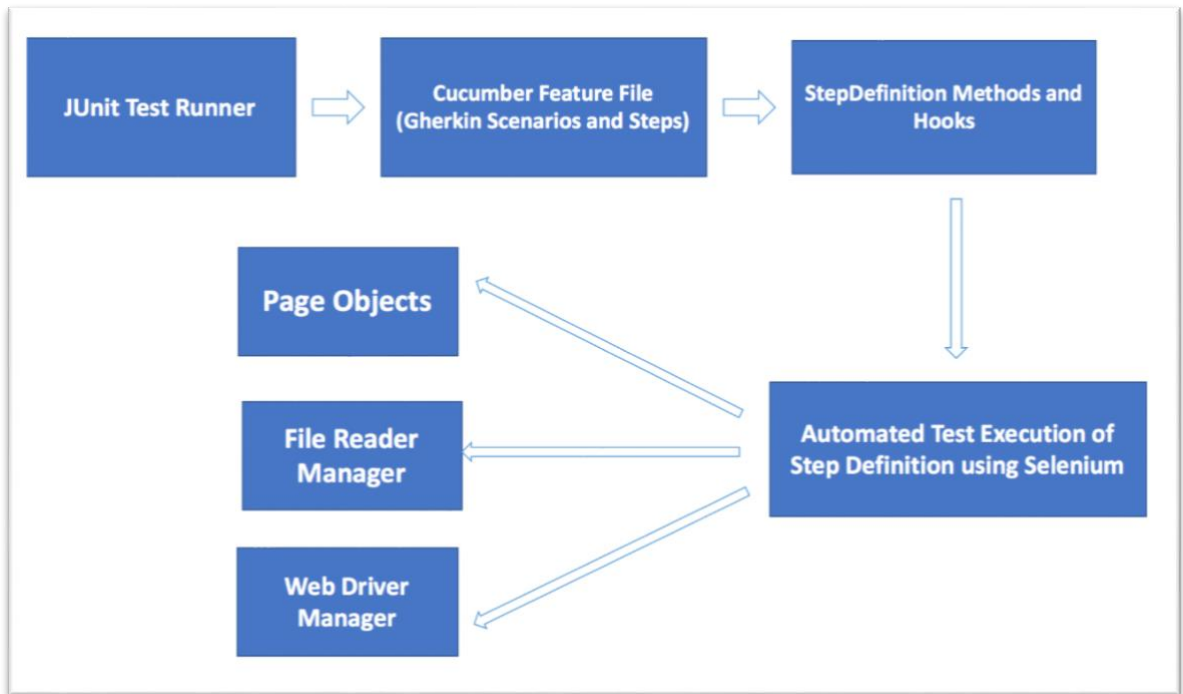 JUnit Test Runner
Cucumber Feature File
(Gherkin Scenarios and Steps)
StepDefinition Methods and
Hooks
Page Objects
File Reader
Manager
Automated Test Execution of
Step Definition using Selenium
Web Driver
Manager